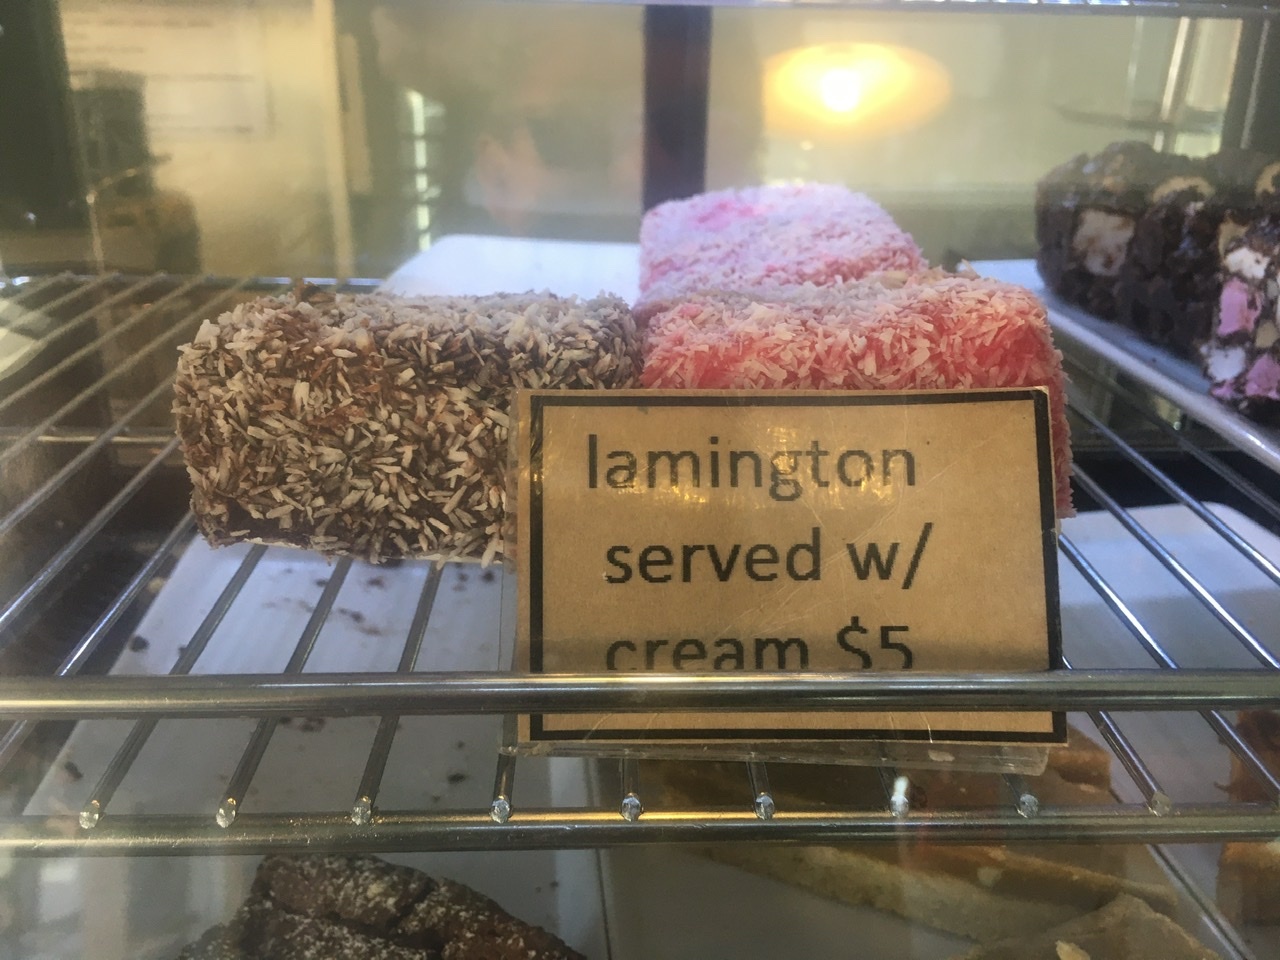 lamington
served w/
cream $5